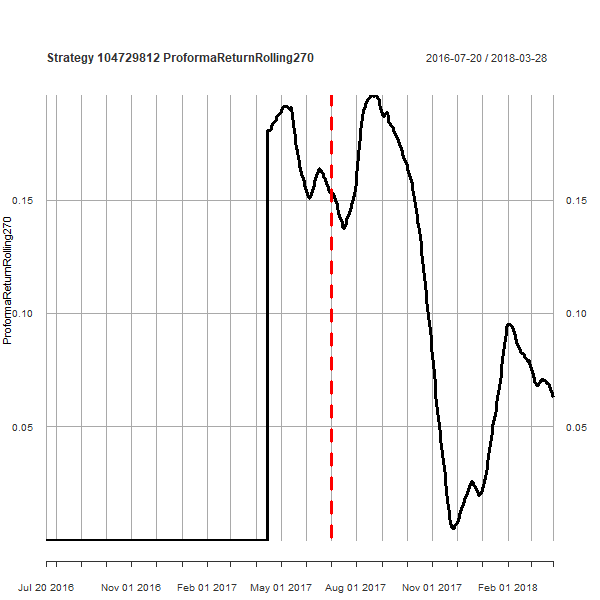 Strategy 104729812 ProformaReturnRolling270
2016-07-20 / 2018-03-28
ProformaReturnRolling270
0.15
0.15
0.10
0.10
0.05
0.05
Jul 20 2016
Nov 01 2016
Feb 01 2017
May 01 2017
Aug 01 2017
Nov 01 2017
Feb 01 2018